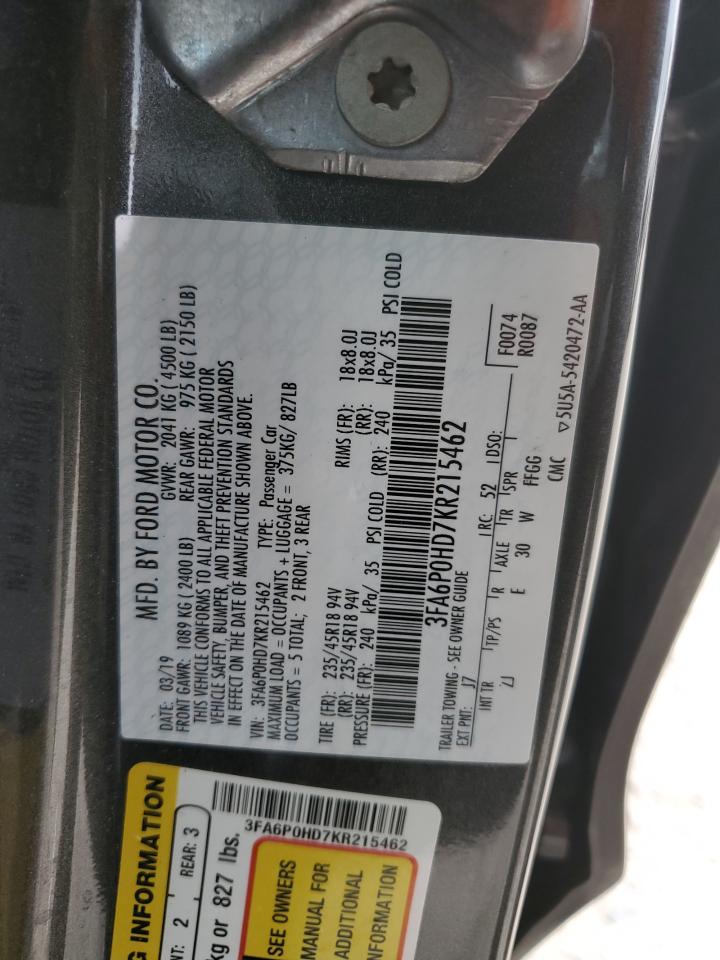 MFD. BY FORD MOTOR CO.
DATE: 03/19 GVWR: 2041 KG ( 4500 LB)
FRONT GAWR: 1089 KG ( 2400 LB) REAR GAWR: 975 KG ( 2150 LB)
THIS VEHICLE CONFORMS TO ALL APPLICABLE FEDERAL MOTOR
VEHICLE SAFETY, BUMPER, AND THEFT PREVENTION STANDARDS
IN EFFECT ON THE DATE OF MANUFACTURE SHOWN ABOVE.
VIN: 3FA6P0HD7KR215462 TYPE: Passenger Car
MAXIMUM LOAD = OCCUPANTS + LUGGAGE = 375KG/ 827LB
OCCUPANTS = 5 TOTAL; 2 FRONT, 3 REAR
TIRE (FR): 235/45R18 94V RIMS (FR): 18x8.0J
(RR): 235/45R18 94V (RR): 18x8.0J
PRESSURE (FR): 240 kPa/ 35 PSI COLD (RR): 240 kPa/ 35 PSI COLD
3FA6P0HD7KR215462
TRAILER TOWING - SEE OWNER GUIDE
EXT PNT: J7 RC: 52 DSO:
INT TR TP/PS R AXLE TR SPR
ZJ E 30 W FFGG
F0074
R0087
CMC
▽5U5A-5420472-AA
G INFORMATION
NT: 2 REAR: 3
kg or 827 lbs.
3FA6P0HD7KR215462
SEE OWNERS
MANUAL FOR
ADDITIONAL
INFORMATION